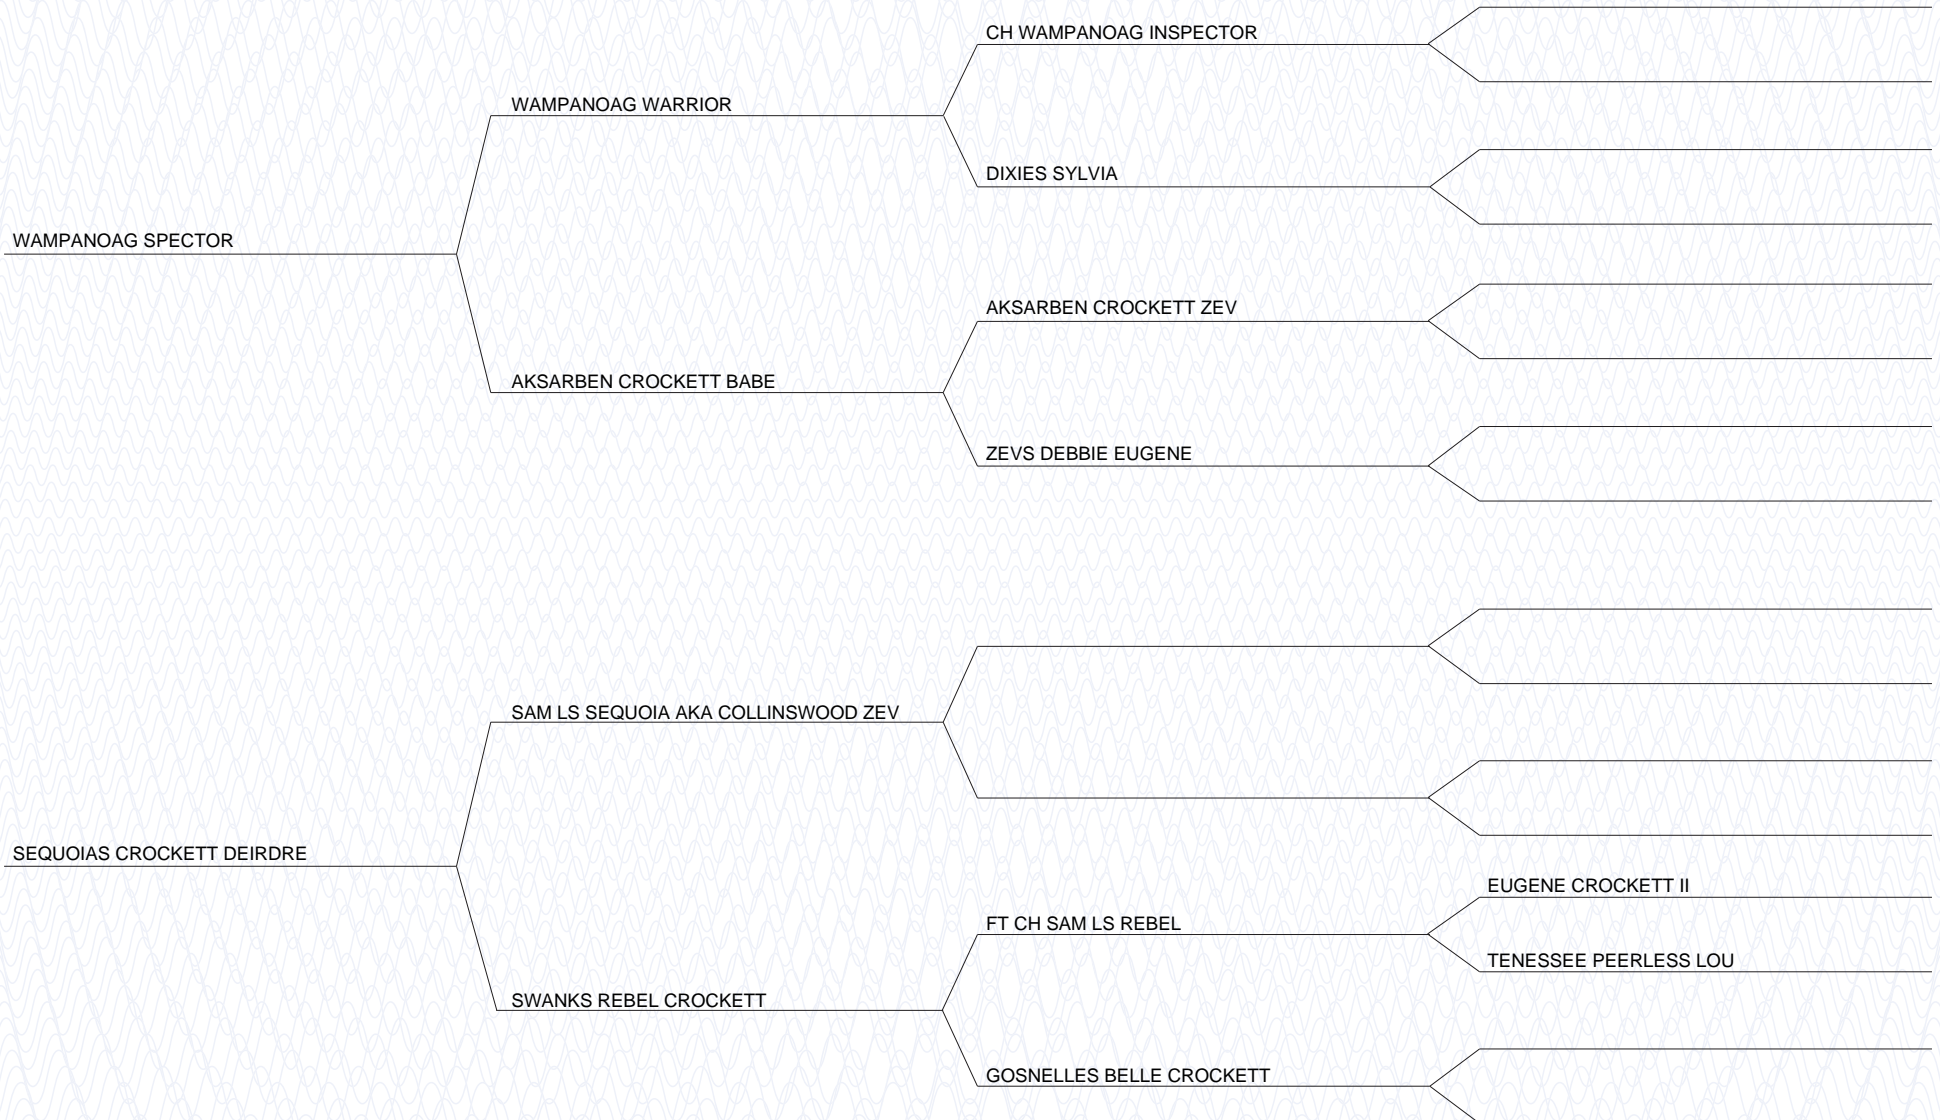 CH WAMPANOAG INSPECTOR
WAMPANOAG WARRIOR
DIXIES SYLVIA
WAMPANOAG SPECTOR
AKSARBEN CROCKETT ZEV
AKSARBEN CROCKETT BABE
ZEVS DEBBIE EUGENE
SAM LS SEQUOIA AKA COLLINSWOOD ZEV
SEQUOIAS CROCKETT DEIRDRE
EUGENE CROCKETT II
FT CH SAM LS REBEL
TENESSEE PEERLESS LOU
SWANKS REBEL CROCKETT
GOSNELLES BELLE CROCKETT